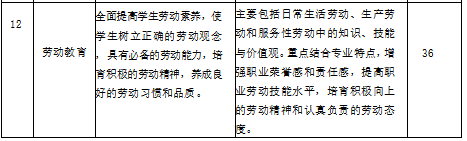 12
劳动教育
全面提高学生劳动素养，使
学生树立正确的劳动观念
，具有必备的劳动能力，培
育积极的劳动精神，养成良
好的劳动习惯和品质。
主要包括日常生活劳动、生产劳
动和服务性劳动中的知识、技能
与价值观。重点结合专业特点，增
强职业荣誉感和责任感，提高职
业劳动技能水平，培育积极向上
的劳动精神和认真负责的劳动态
度。
36